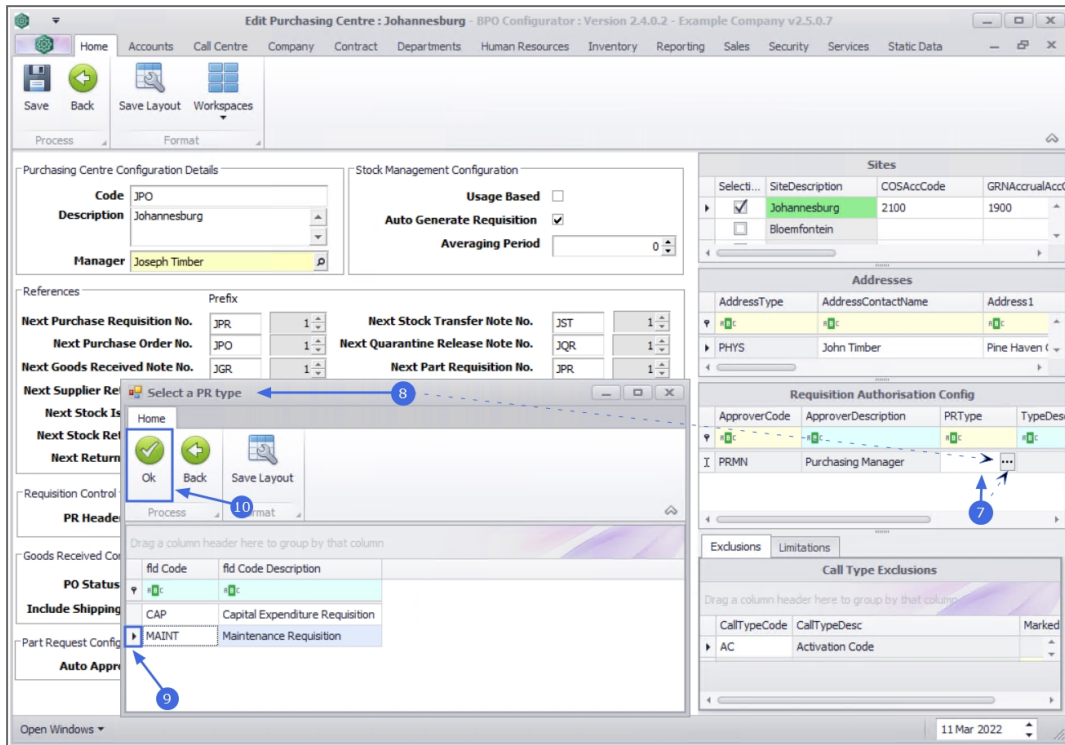 Edit Purchasing Centre : Johannesburg - BPO Configurator : Version 2.4.0.2 - Example Company v2.5.0.7
Home Accounts Call Centre Company Contract Departments Human Resources Inventory Reporting Sales Security Services Static Data
Save Back Save Layout Workspaces
Process Format
Purchasing Centre Configuration Details
Code JPO
Description Johannesburg
Manager Joseph Timber
Stock Management Configuration
Usage Based
Auto Generate Requisition
Averaging Period 0
References
Prefix
Next Purchase Requisition No. JPR 1 Next Stock Transfer Note No. JST 1
Next Purchase Order No. JPO 1 Next Quarantine Release Note No. JQR 1
Next Goods Received Note No. JGR 1 Next Part Requisition No. JPR 1
Next Supplier Re
Next Stock Is
Next Stock Ret
Next Return
Requisition Control
PR Heade
Goods Received Co
PO Status
Include Shipping
Part Request Config
Auto Appr
Select a PR type 8
Home
Ok Back Save Layout
10
Process Format
Drag a column header here to group by that column
fld Code fld Code Description
CAP Capital Expenditure Requisition
MAINT Maintenance Requisition
9
Sites
Selecti... SiteDescription COSAccCode GRNAccrualAccC
Johannesburg 2100 1900
Bloemfontein
Addresses
AddressType AddressContactName Address1
PHYS John Timber Pine Haven (
Requisition Authorisation Config
ApproverCode ApproverDescription PRType TypeDes
PRMN Purchasing Manager ...
7
Exclusions Limitations
Call Type Exclusions
Drag a column header here to group by that column
CallTypeCode CallTypeDesc Marked
AC Activation Code
Open Windows 11 Mar 2022